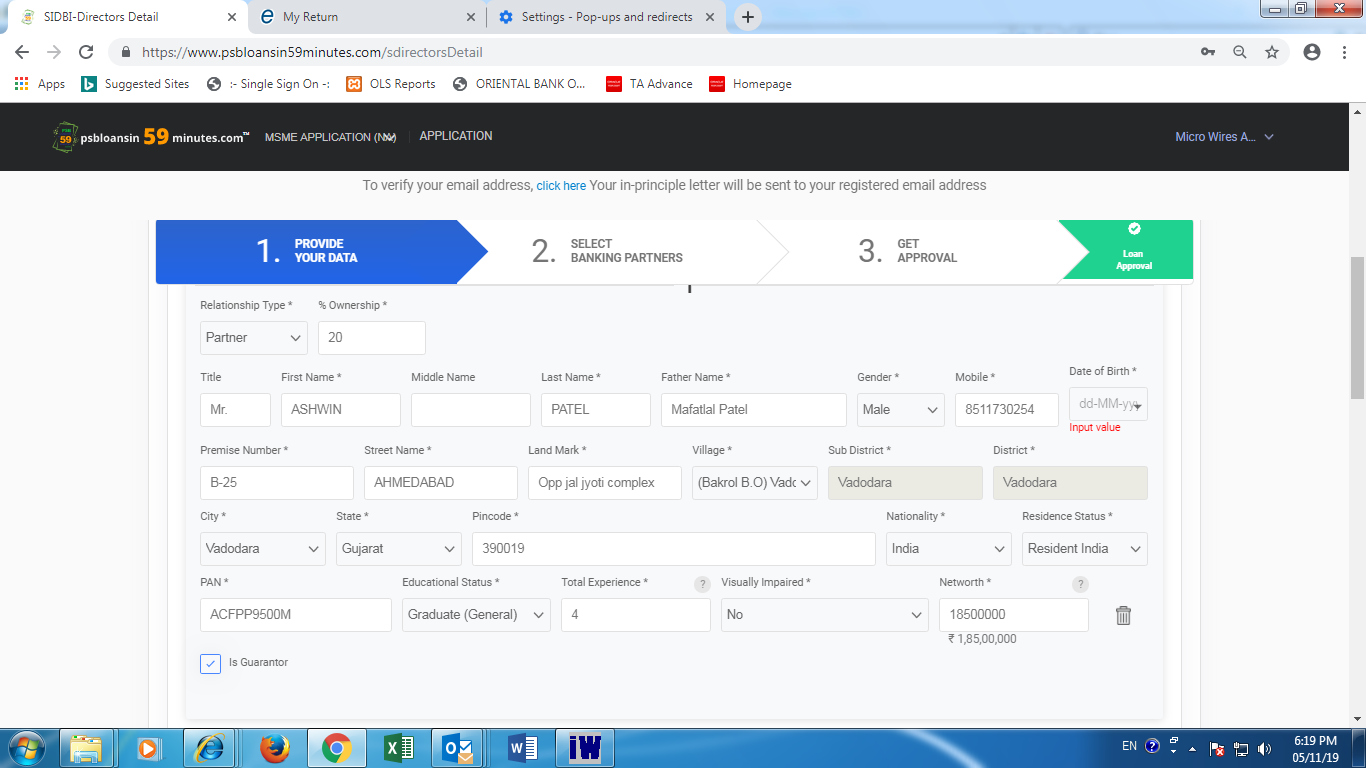 SIDBI-Directors Detail
My Return
Settings - Pop-ups and redirects
https://www.psbloansin59minutes.com/sdirectorsDetail
Apps Suggested Sites :- Single Sign On -: OLS Reports ORIENTAL BANK O... TA Advance Homepage
psbloansin 59 minutes.com™ MSME APPLICATION APPLICATION Micro Wires A...
To verify your email address, click here Your in-principle letter will be sent to your registered email address
1. PROVIDE YOUR DATA
2. SELECT BANKING PARTNERS
3. GET APPROVAL
Loan Approval
Relationship Type * % Ownership *
Partner 20
Title First Name * Middle Name Last Name * Father Name * Gender * Mobile * Date of Birth *
Mr. ASHWIN PATEL Mafatlal Patel Male 8511730254
Input value
Premise Number * Street Name * Land Mark * Village * Sub District * District *
B-25 AHMEDABAD Opp jal jyoti complex (Bakrol B.O) Vadc Vadodara Vadodara
City * State * Pincode * Nationality * Residence Status *
Vadodara Gujarat 390019 India Resident India
PAN * Educational Status * Total Experience * ? Visually Impaired * Networth * ?
ACFPP9500M Graduate (General) 4 No 18500000
₹ 1,85,00,000
Is Guarantor
EN
6:19 PM
05/11/19